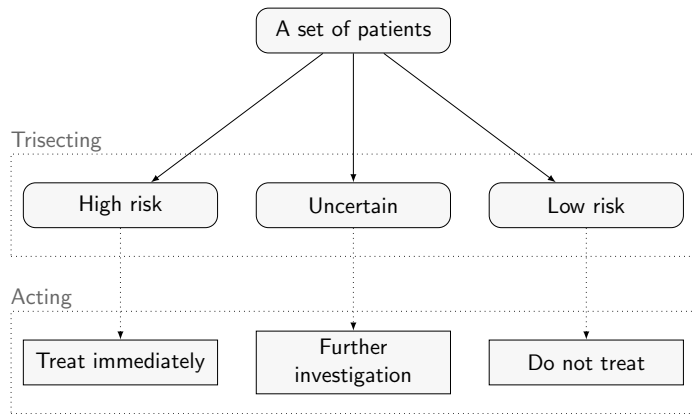 A set of patients
Trisecting
High risk
Uncertain
Low risk
Acting
Treat immediately
Further
investigation
Do not treat